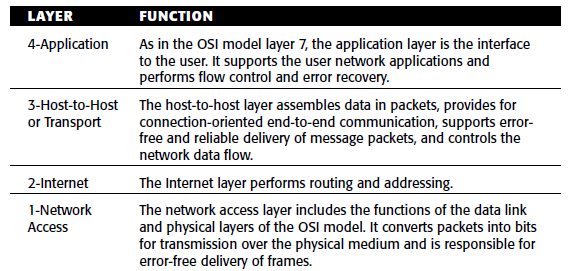 LAYER FUNCTION
4-Application As in the OSI model layer 7, the application layer is the interface
to the user. It supports the user network applications and
performs flow control and error recovery.
3-Host-to-Host The host-to-host layer assembles data in packets, provides for
or Transport connection-oriented end-to-end communication, supports error-
free and reliable delivery of message packets, and controls the
network data flow.
2-Internet The Internet layer performs routing and addressing.
1-Network The network access layer includes the functions of the data link
Access and physical layers of the OSI model. It converts packets into bits
for transmission over the physical medium and is responsible for
error-free delivery of frames.